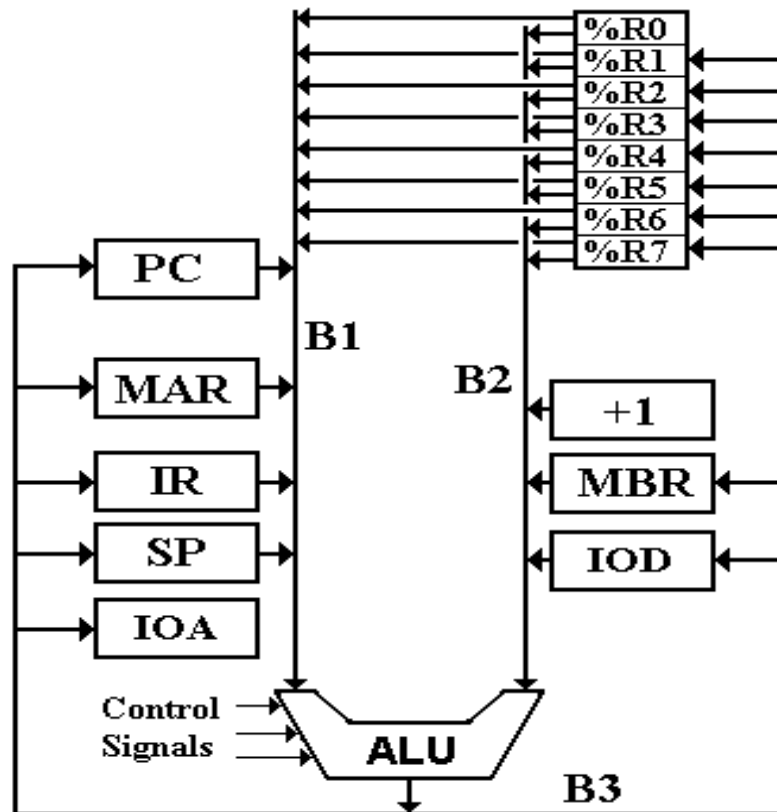 %R0
%R1
%R2
%R3
%R4
%R5
%R6
%R7
PC
B1
MAR
B2
+1
IR
MBR
SP
IOD
IOA
Control
Signals
ALU
B3